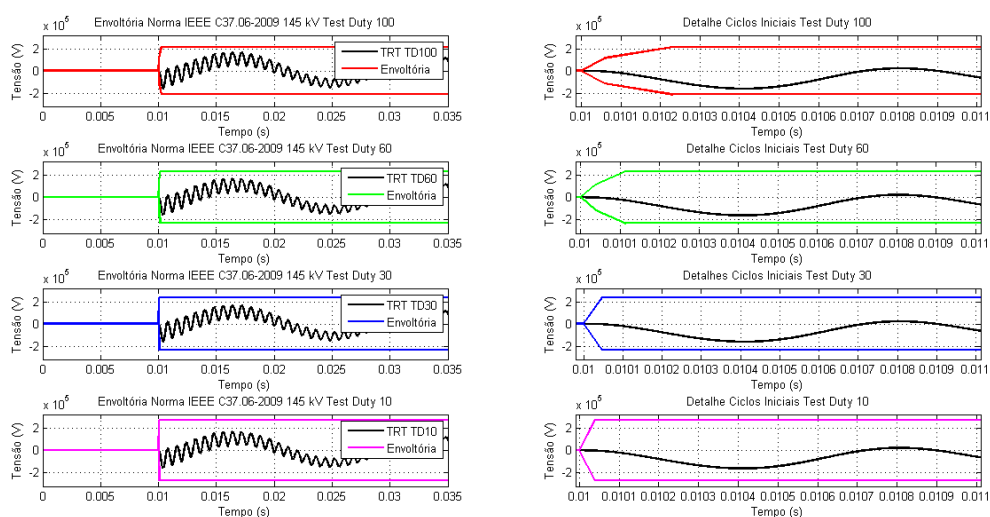 Envoltória Norma IEEE C37.06-2009 145 kV Test Duty 100
x 10^5
Tensão (V)
2
0
-2
TRT TD100
Envoltória
0 0.005 0.01 0.015 0.02 0.025 0.03 0.035
Tempo (s)
Detalhe Ciclos Iniciais Test Duty 100
x 10^5
Tensão (V)
2
0
-2
0.01 0.0101 0.0102 0.0103 0.0104 0.0105 0.0106 0.0107 0.0108 0.0109 0.011
Tempo (s)
Envoltória Norma IEEE C37.06-2009 145 kV Test Duty 60
x 10^5
Tensão (V)
2
0
-2
TRT TD60
Envoltória
0 0.005 0.01 0.015 0.02 0.025 0.03 0.035
Tempo (s)
Detalhe Ciclos Iniciais Test Duty 60
x 10^5
Tensão (V)
2
0
-2
0.01 0.0101 0.0102 0.0103 0.0104 0.0105 0.0106 0.0107 0.0108 0.0109 0.011
Tempo (s)
Envoltória Norma IEEE C37.06-2009 145 kV Test Duty 30
x 10^5
Tensão (V)
2
0
-2
TRT TD30
Envoltória
0 0.005 0.01 0.015 0.02 0.025 0.03 0.035
Tempo (s)
Detalhes Ciclos Iniciais Test Duty 30
x 10^5
Tensão (V)
2
0
-2
0.01 0.0101 0.0102 0.0103 0.0104 0.0105 0.0106 0.0107 0.0108 0.0109 0.011
Tempo (s)
Envoltória Norma IEEE C37.06-2009 145 kV Test Duty 10
x 10^5
Tensão (V)
2
0
-2
TRT TD10
Envoltória
0 0.005 0.01 0.015 0.02 0.025 0.03 0.035
Tempo (s)
Detalhe Ciclos Iniciais Test Duty 10
x 10^5
Tensão (V)
2
0
-2
0.01 0.0101 0.0102 0.0103 0.0104 0.0105 0.0106 0.0107 0.0108 0.0109 0.011
Tempo (s)